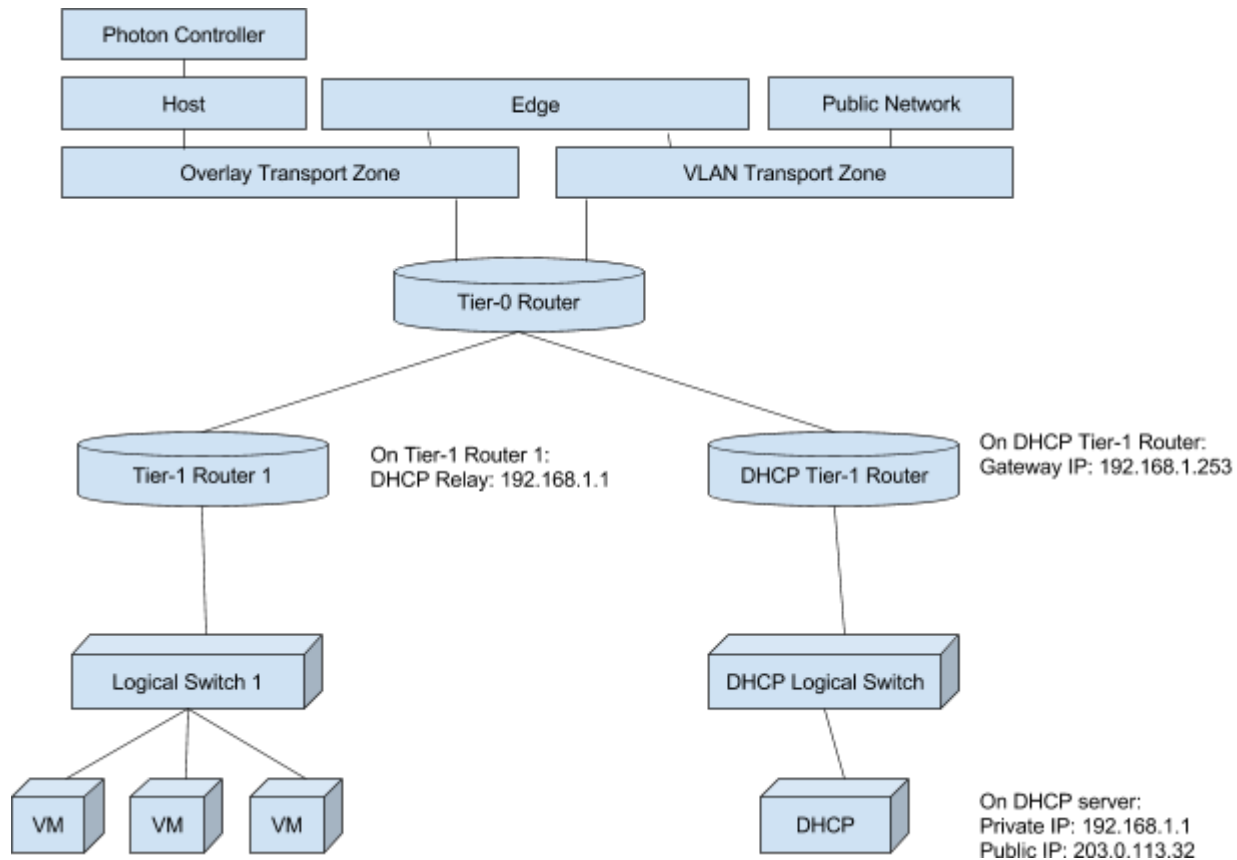 Photon Controller
Host
Edge
Public Network
Overlay Transport Zone
VLAN Transport Zone
Tier-0 Router
Tier-1 Router 1
On Tier-1 Router 1:
DHCP Relay: 192.168.1.1
DHCP Tier-1 Router
On DHCP Tier-1 Router:
Gateway IP: 192.168.1.253
Logical Switch 1
DHCP Logical Switch
VM
VM
VM
DHCP
On DHCP server:
Private IP: 192.168.1.1
Public IP: 203.0.113.32